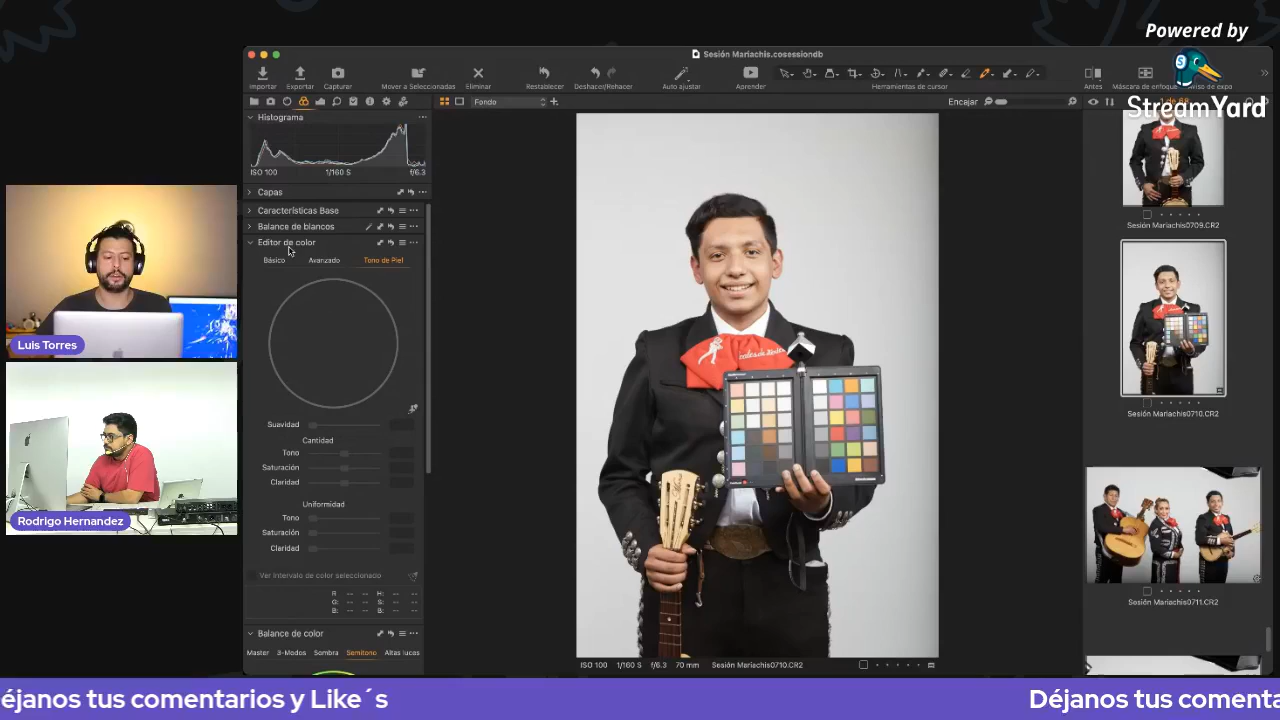 Powered by
StreamYard
Sesión Mariachis.cosessiondb
Importar
Exportar
Capturar
Mover a Seleccionadas
Eliminar
Restablecer
Deshacer/Rehacer
Auto ajustar
Aprender
Herramientas de cursor
Antes
Fondo
Encajar
Histograma
ISO 100 1/160 S f/6.3
Capas
Características Base
Balance de blancos
Editor de color
Básico Avanzado Tono de Piel
Suavidad
Cantidad
Tono
Saturación
Claridad
Uniformidad
Tono
Saturación
Claridad
Ver intervalo de color seleccionado
R -- -- H: -- --
G: -- -- S: -- --
B: -- -- B: -- --
Balance de color
Master 3-Modos Sombra Semitono Altas luces
ISO 100 1/160 S f/6.3 70 mm Sesión Mariachis0710.CR2
Sesión Mariachis0709.CR2
Sesión Mariachis0710.CR2
Sesión Mariachis0711.CR2
Luis Torres
Rodrigo Hernandez
éjanos tus comentarios y Like´s
Déjanos tus comenta